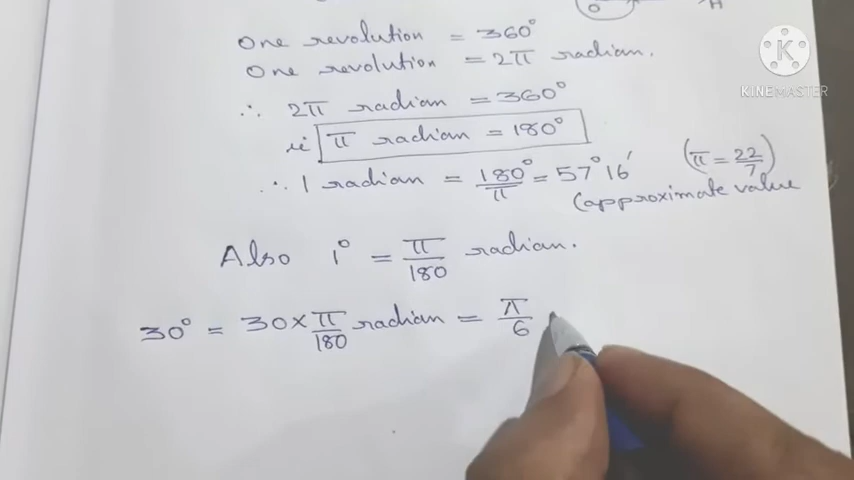 O H
One revolution = 360°
One revolution = 2π radian.
∴ 2π radian = 360°
ie π radian = 180°
∴ 1 radian = 180°/π = 57° 16' (π = 22/7)
(approximate value
Also 1° = π/180 radian.
30° = 30 × π/180 radian = π/6
K
KINEMASTER